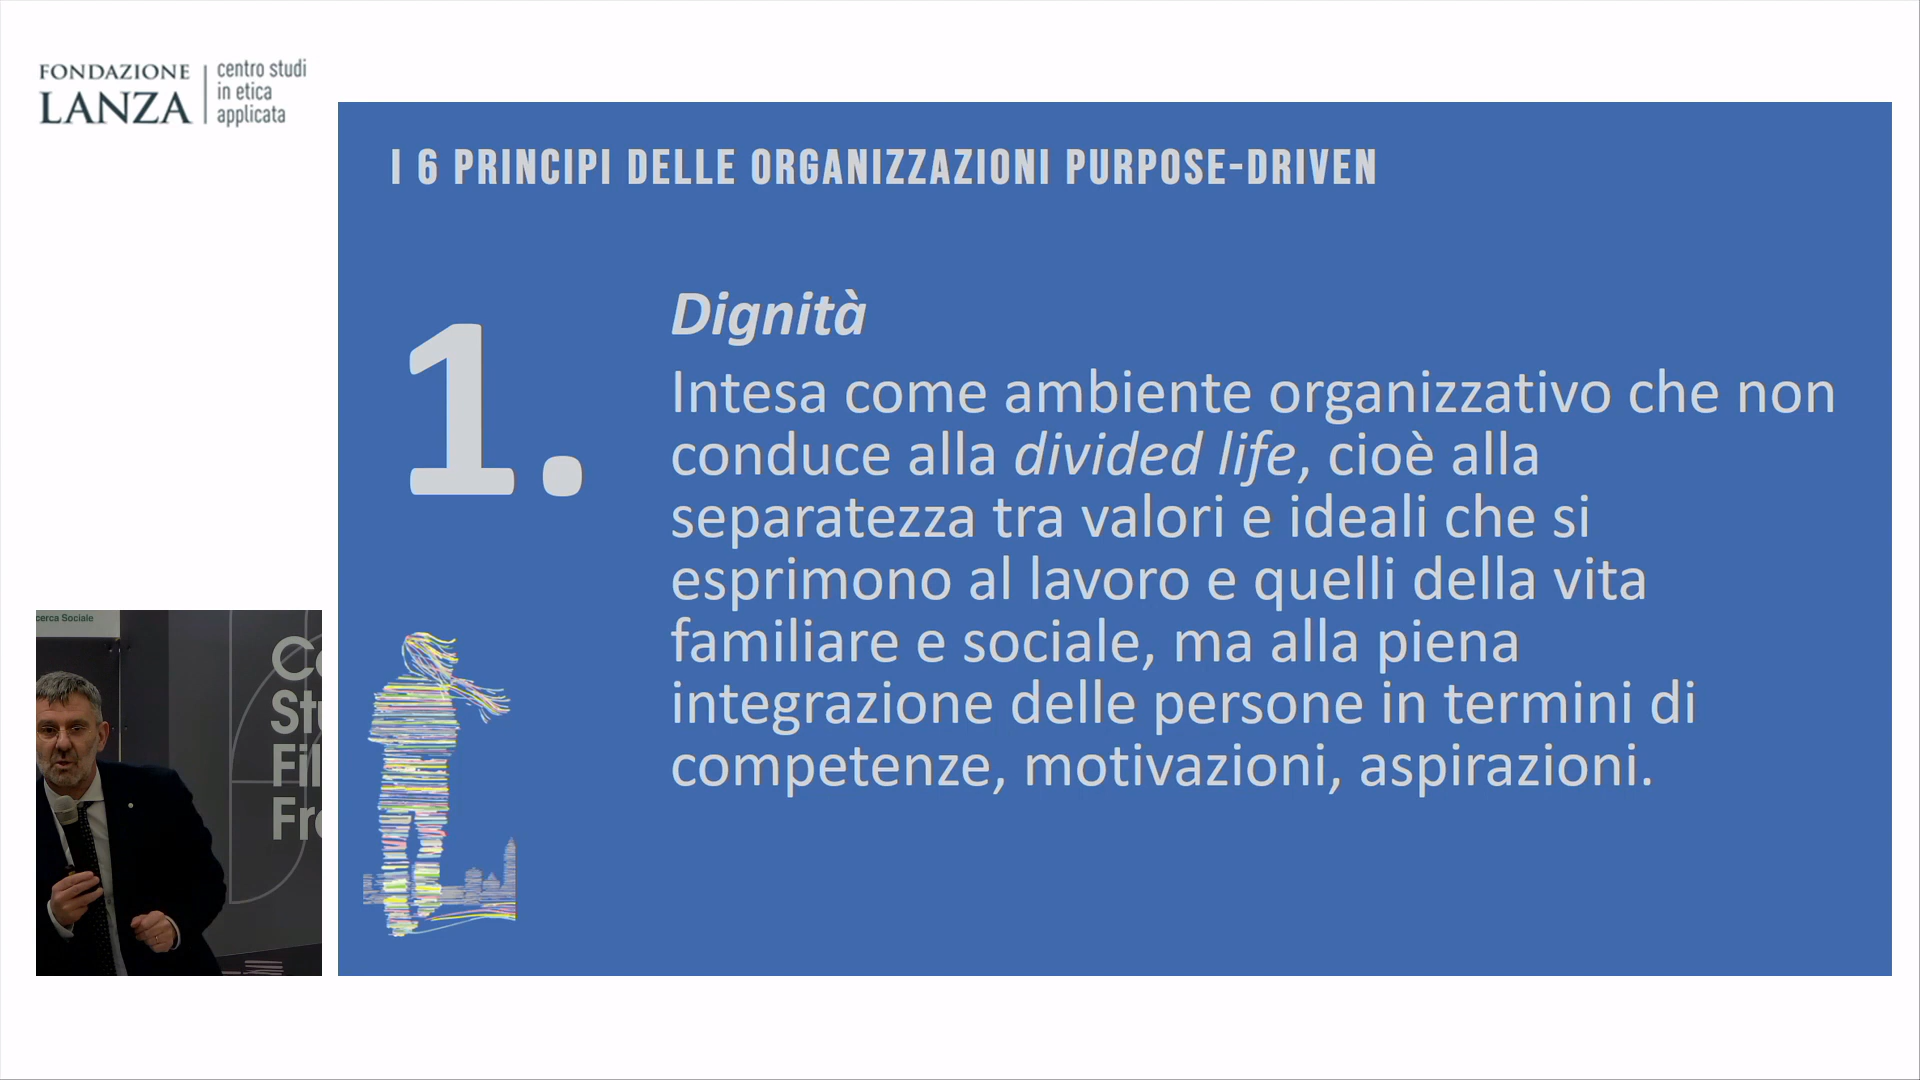 FONDAZIONE
LANZA
centro studi
in etica
applicata
I 6 PRINCIPI DELLE ORGANIZZAZIONI PURPOSE-DRIVEN
1.
Dignità
Intesa come ambiente organizzativo che non
conduce alla divided life, cioè alla
separatezza tra valori e ideali che si
esprimono al lavoro e quelli della vita
familiare e sociale, ma alla piena
integrazione delle persone in termini di
competenze, motivazioni, aspirazioni.
Sociale